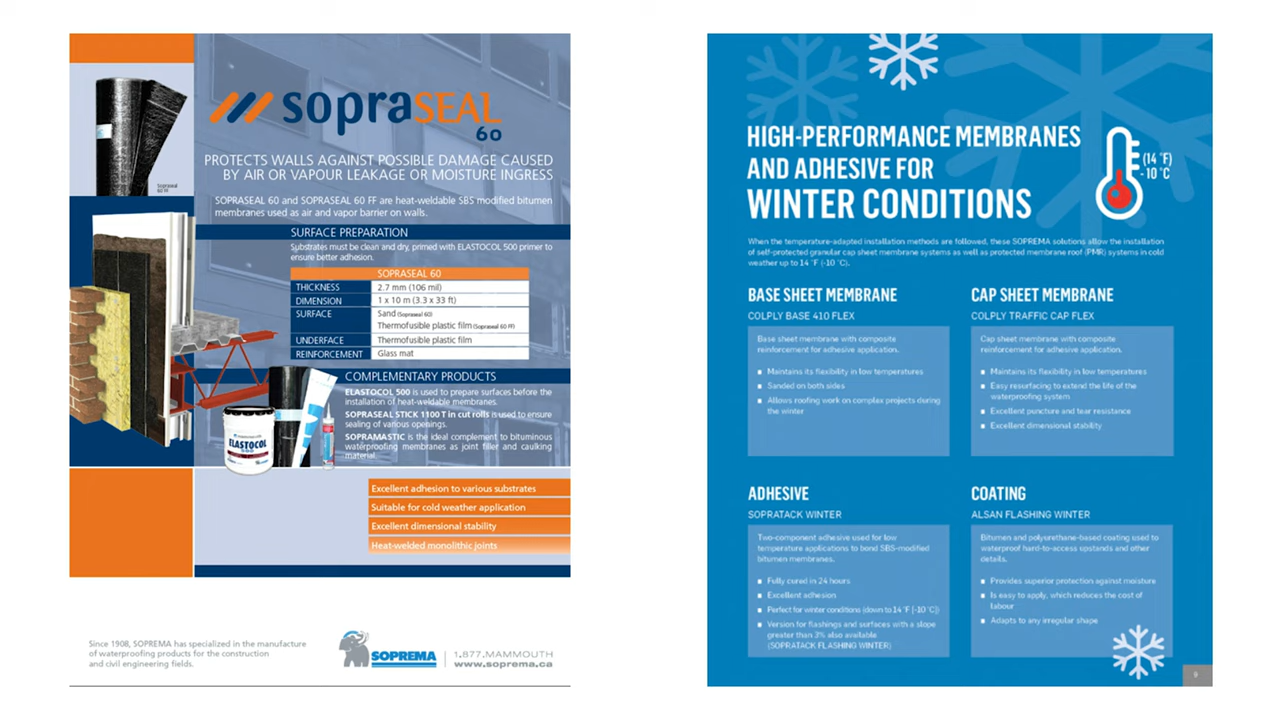 Sopraseal
60 FF
sopraSEAL
60
PROTECTS WALLS AGAINST POSSIBLE DAMAGE CAUSED
BY AIR OR VAPOUR LEAKAGE OR MOISTURE INGRESS
SOPRASEAL 60 and SOPRASEAL 60 FF are heat-weldable SBS modified bitumen
membranes used as air and vapor barrier on walls.
SURFACE PREPARATION
Substrates must be clean and dry, primed with ELASTOCOL 500 primer to
ensure better adhesion.
SOPRASEAL 60
THICKNESS 2.7 mm (106 mil)
DIMENSION 1 x 10 m (3.3 x 33 ft)
SURFACE Sand (Sopraseal 60)
Thermofusible plastic film (Sopraseal 60 FF)
UNDERFACE Thermofusible plastic film
REINFORCEMENT Glass mat
COMPLEMENTARY PRODUCTS
ELASTOCOL 500 is used to prepare surfaces before the
installation of heat-weldable membranes.
SOPRASEAL STICK 1100 T in cut rolls is used to ensure
sealing of various openings.
SOPRAMASTIC is the ideal complement to bituminous
waterproofing membranes as joint filler and caulking
material.
ELASTOCOL
Excellent adhesion to various substrates
Suitable for cold weather application
Excellent dimensional stability
Heat-welded monolithic joints
Since 1908, SOPREMA has specialized in the manufacture
of waterproofing products for the construction
and civil engineering fields.
SOPREMA
1.877.MAMMOUTH
www.soprema.ca
HIGH-PERFORMANCE MEMBRANES
AND ADHESIVE FOR
WINTER CONDITIONS
(14 °F)
-10 °C
When the temperature-adapted installation methods are followed, these SOPREMA solutions allow the installation
of self-protected granular cap sheet membrane systems as well as protected membrane roof (PMR) systems in cold
weather up to 14 °F (-10 °C).
BASE SHEET MEMBRANE
COLPLY BASE 410 FLEX
Base sheet membrane with composite
reinforcement for adhesive application.
▪ Maintains its flexibility in low temperatures
▪ Sanded on both sides
▪ Allows roofing work on complex projects during
the winter
CAP SHEET MEMBRANE
COLPLY TRAFFIC CAP FLEX
Cap sheet membrane with composite
reinforcement for adhesive application.
▪ Maintains its flexibility in low temperatures
▪ Easy resurfacing to extend the life of the
waterproofing system
▪ Excellent puncture and tear resistance
▪ Excellent dimensional stability
ADHESIVE
SOPRATACK WINTER
Two-component adhesive used for low
temperature applications to bond SBS-modified
bitumen membranes.
▪ Fully cured in 24 hours
▪ Excellent adhesion
▪ Perfect for winter conditions (down to 14 °F [-10 °C])
▪ Version for flashings and surfaces with a slope
greater than 3% also available
(SOPRATACK FLASHING WINTER)
COATING
ALSAN FLASHING WINTER
Bitumen and polyurethane-based coating used to
waterproof hard-to-access upstands and other
details.
▪ Provides superior protection against moisture
▪ Is easy to apply, which reduces the cost of
labour
▪ Adapts to any irregular shape
9